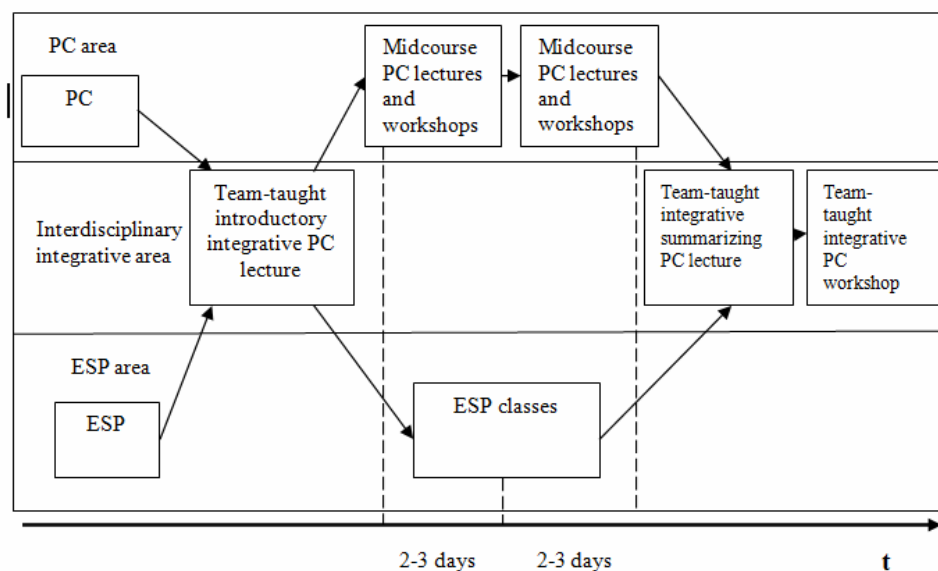 PC area
PC
Midcourse
PC lectures
and
workshops
Midcourse
PC lectures
and
workshops
Interdisciplinary
integrative area
Team-taught
introductory
integrative PC
lecture
Team-taught
integrative
summarizing
PC lecture
Team-
taught
integrative
PC
workshop
ESP area
ESP
ESP classes
2-3 days
2-3 days
t